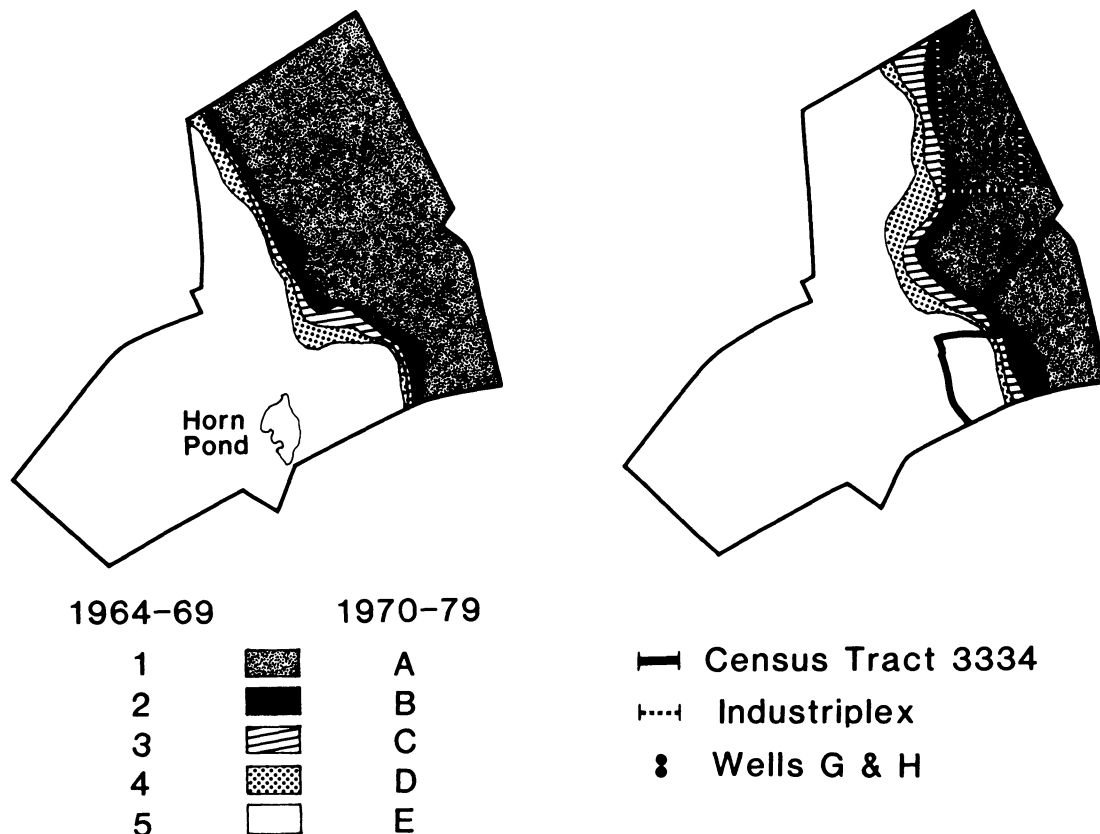 Horn
Pond
1964-69 1970-79
1 A
2 B
3 C
4 D
5 E
Census Tract 3334
Industriplex
Wells G & H